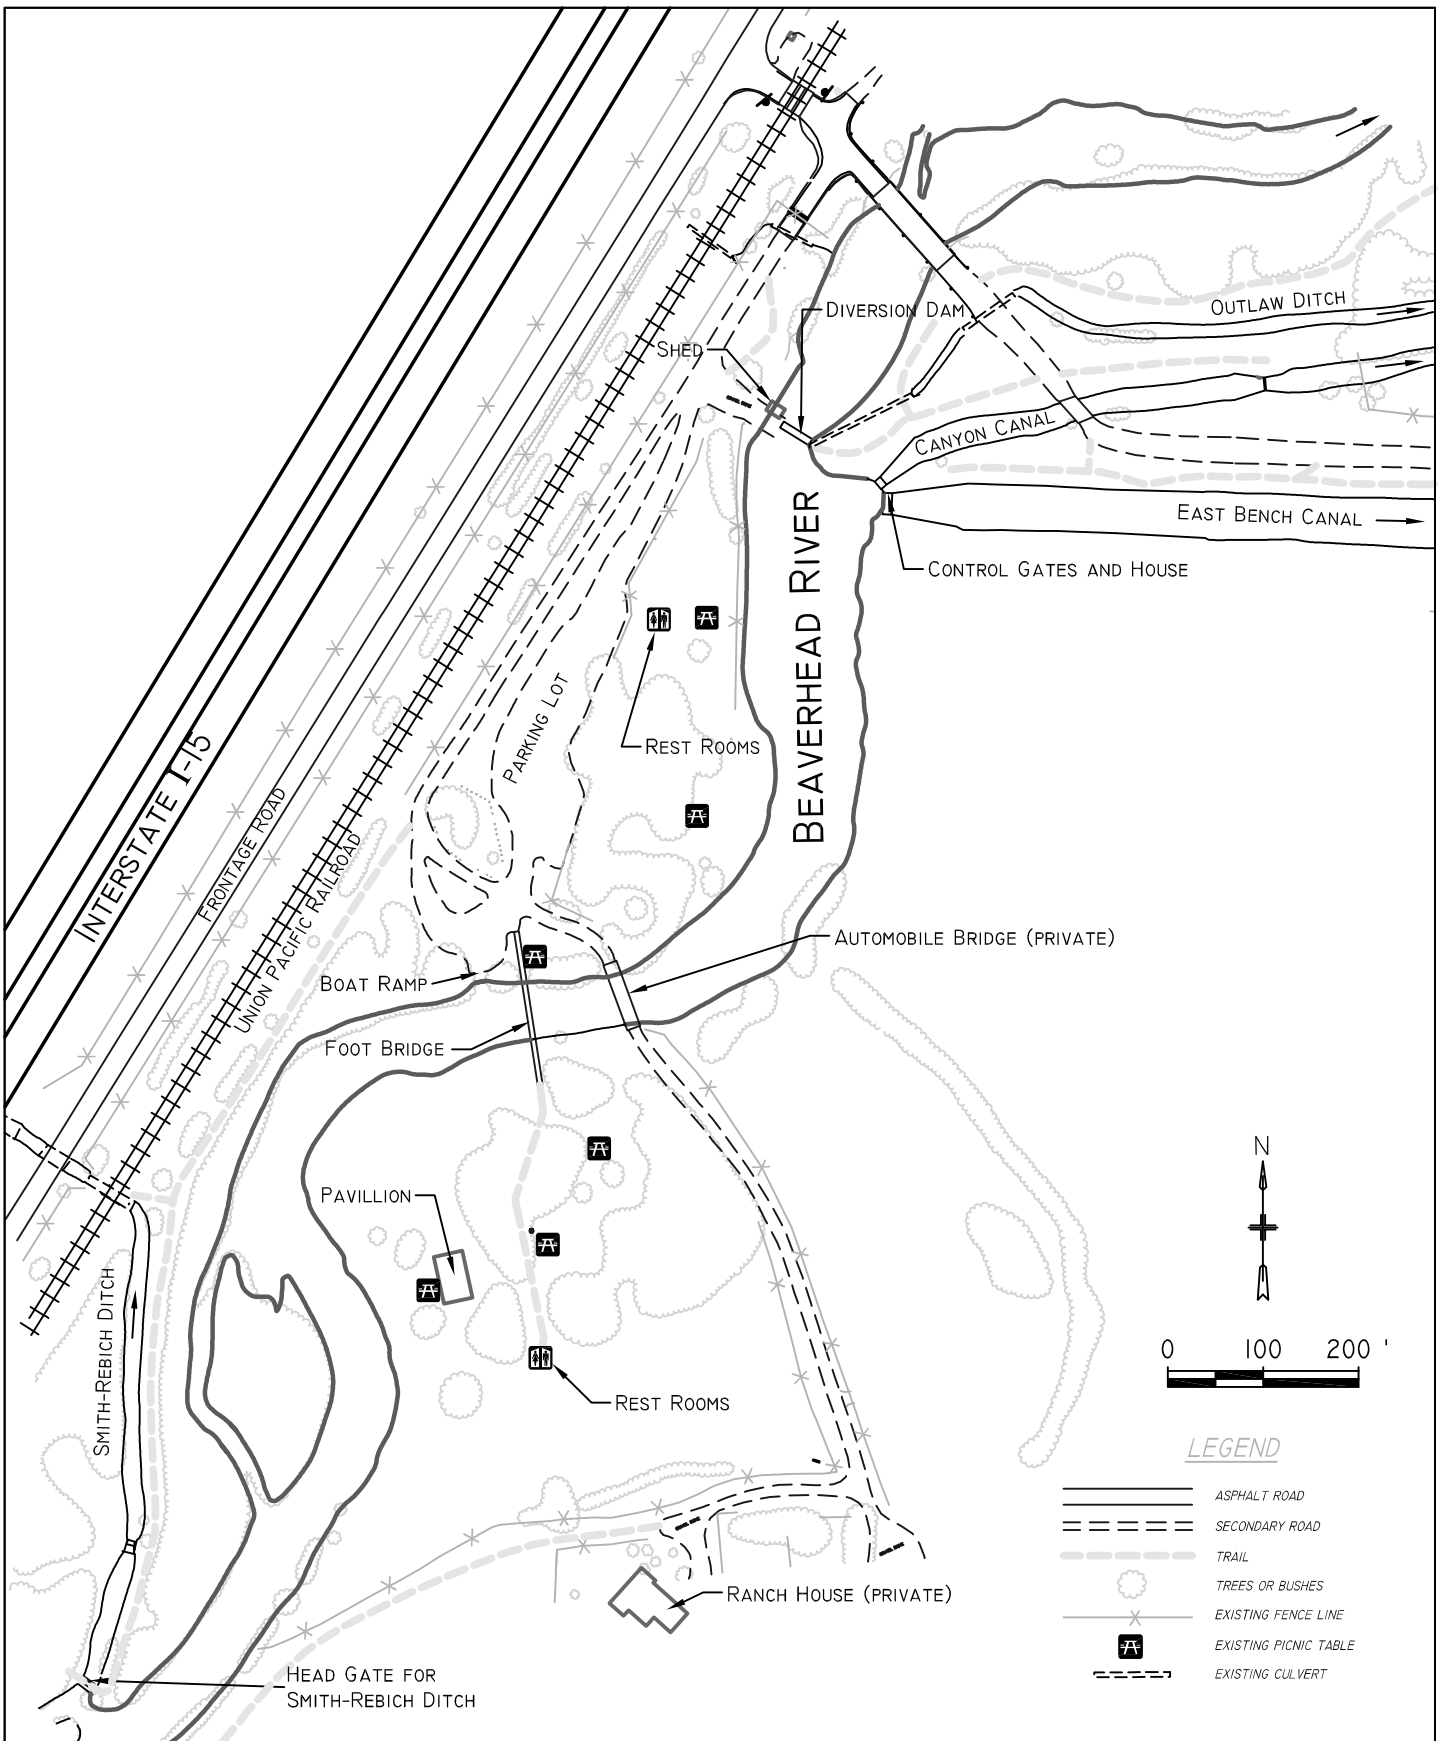 Diversion Dam
Outlaw Ditch
Shed
Canyon Canal
East Bench Canal
Control Gates and House
Beaverhead River
Rest Rooms
Parking Lot
Interstate I-15
Frontage Road
Union Pacific Railroad
Automobile Bridge (private)
Boat Ramp
Foot Bridge
Pavillion
N
Smith-Rebich Ditch
0 100 200 '
Rest Rooms
Ranch House (private)
Head Gate for
Smith-Rebich Ditch
LEGEND
ASPHALT ROAD
SECONDARY ROAD
TRAIL
TREES OR BUSHES
EXISTING FENCE LINE
EXISTING PICNIC TABLE
EXISTING CULVERT